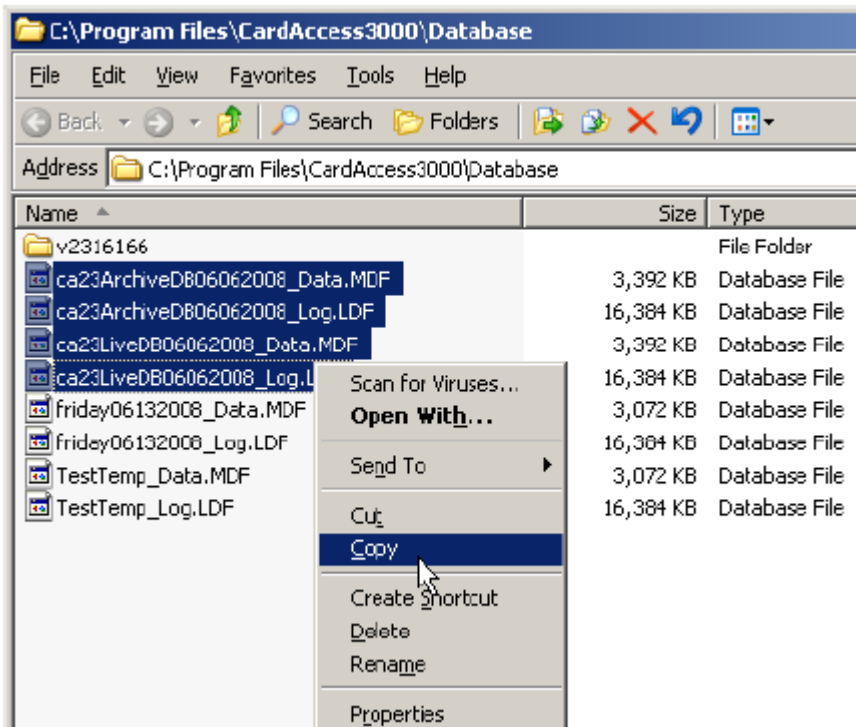 C:\Program Files\CardAccess3000\Database
File Edit View Favorites Tools Help
Back Search Folders
Address C:\Program Files\CardAccess3000\Database
Name Size Type
v2316166 File Folder
ca23ArchiveDB06062008_Data.MDF 3,392 KB Database File
ca23ArchiveDB06062008_Log.LDF 16,384 KB Database File
ca23LiveDB06062008_Data.MDF 3,392 KB Database File
ca23LiveDB06062008_Log.L 16,384 KB Database File
friday06132008_Data.MDF 3,072 KB Database File
friday06132008_Log.LDF 16,384 KB Database File
TestTemp_Data.MDF 3,072 KB Database File
TestTemp_Log.LDF 16,384 KB Database File
Scan for Viruses...
Open With...
Send To
Cut
Copy
Create Shortcut
Delete
Rename
Properties